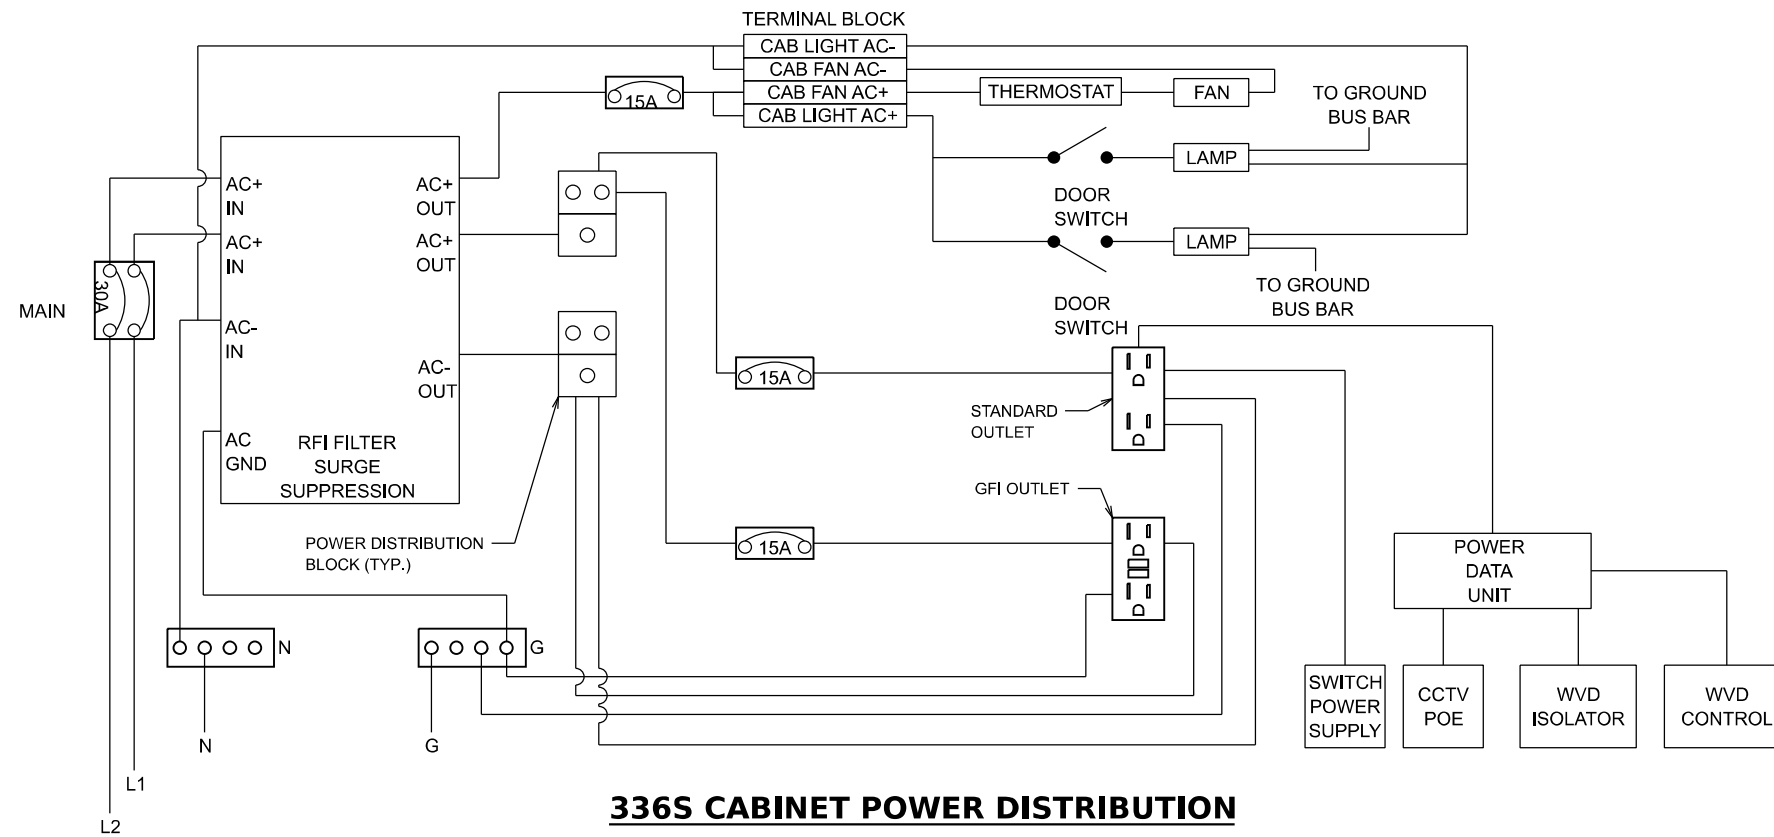 TERMINAL BLOCK
CAB LIGHT AC-
CAB FAN AC-
CAB FAN AC+
CAB LIGHT AC+
15A
THERMOSTAT
FAN
TO GROUND
BUS BAR
LAMP
DOOR
SWITCH
LAMP
TO GROUND
BUS BAR
DOOR
SWITCH
AC+
IN
AC+
IN
AC-
IN
AC
GND
AC+
OUT
AC+
OUT
AC-
OUT
RFI FILTER
SURGE
SUPPRESSION
MAIN
30A
15A
STANDARD
OUTLET
GFI OUTLET
15A
POWER DISTRIBUTION
BLOCK (TYP.)
POWER
DATA
UNIT
N
G
SWITCH
POWER
SUPPLY
CCTV
POE
WVD
ISOLATOR
WVD
CONTROL
N
G
L1
L2
336S CABINET POWER DISTRIBUTION